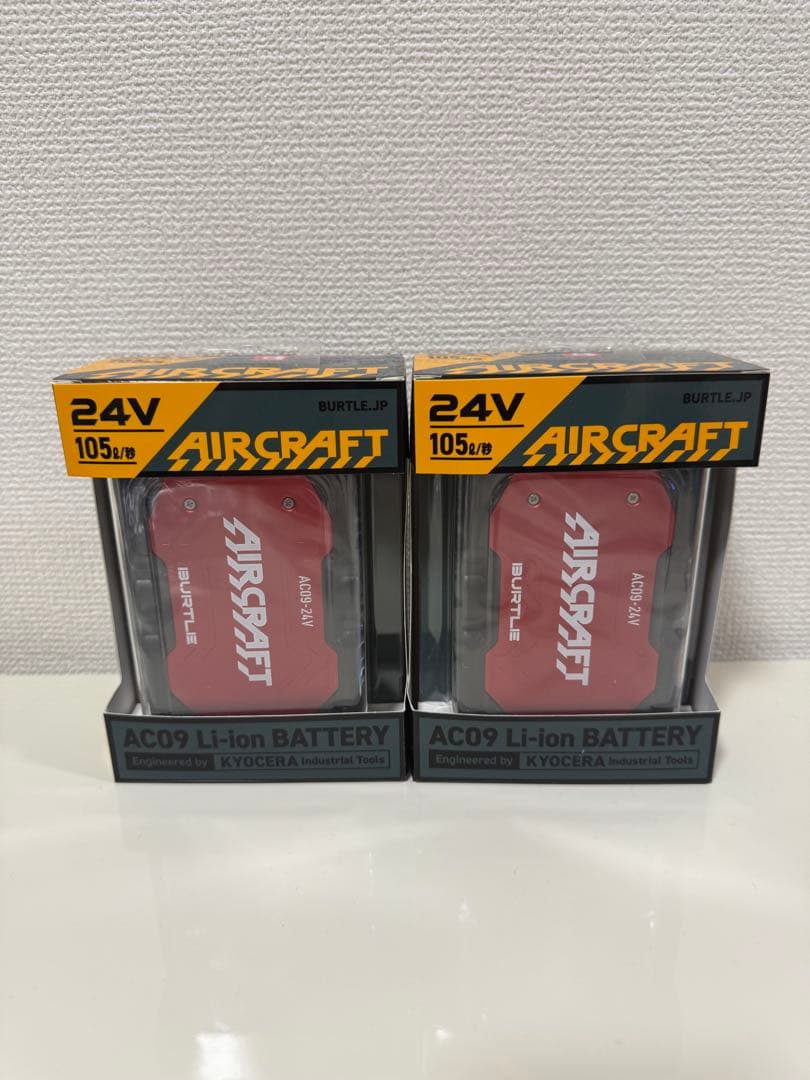 AIRCRAFT
24V
BURTLE.JP
105ℓ/秒
AIRCRAFT
AIRCRAFT
BURTLE
AC09-24V
AC09 Li-ion BATTERY
Engineered by KYOCERA Industrial Tools
AIRCRAFT
24V
BURTLE.JP
105ℓ/秒
AIRCRAFT
AIRCRAFT
BURTLE
AC09-24V
AC09 Li-ion BATTERY
Engineered by KYOCERA Industrial Tools